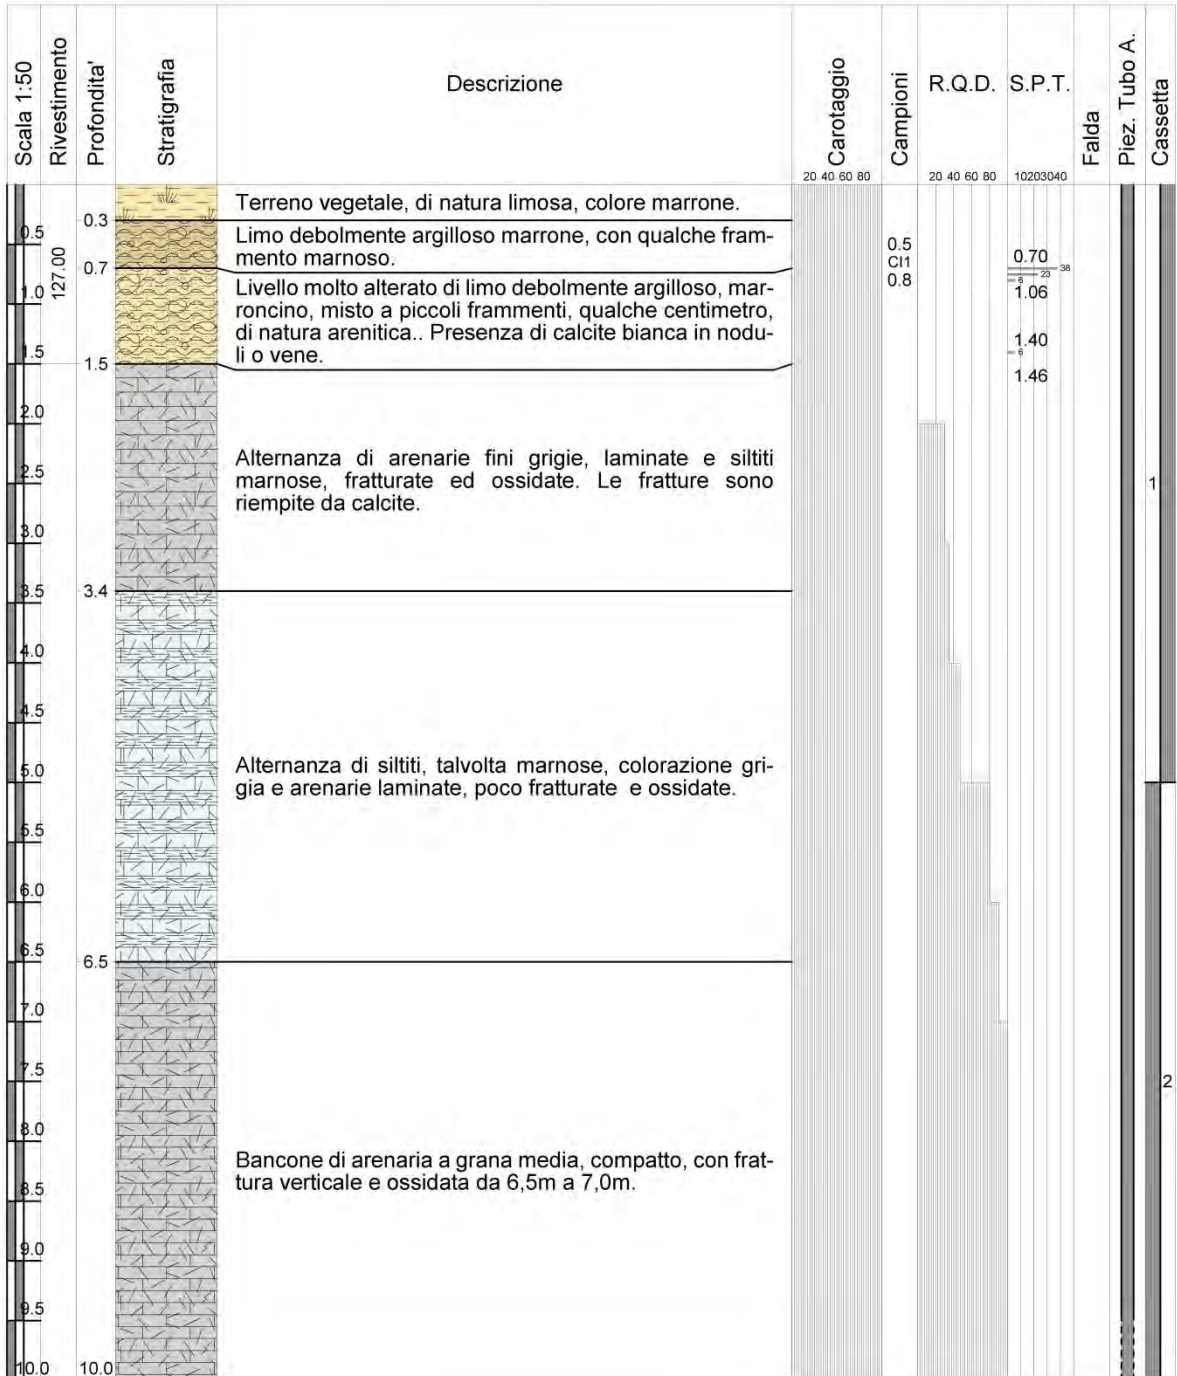 Scala 1:50
Rivestimento
Profondita'
Stratigrafia
Descrizione
Carotaggio
Campioni
R.Q.D.
S.P.T.
Falda
Piez. Tubo A.
Cassetta
20 40 60 80
20 40 60 80
10203040
Terreno vegetale, di natura limosa, colore marrone.
0.3
0.5
Limo debolmente argilloso marrone, con qualche fram-
mento marnoso.
0.5
CI1
0.8
0.7
0.70
38
23
6
1.06
127.00
1.0
Livello molto alterato di limo debolmente argilloso, mar-
roncino, misto a piccoli frammenti, qualche centimetro,
di natura arenitica.. Presenza di calcite bianca in nodu-
li o vene.
1.40
6
1.46
1.5
1.5
2.0
Alternanza di arenarie fini grigie, laminate e siltiti
marnose, fratturate ed ossidate. Le fratture sono
riempite da calcite.
2.5
1
3.0
3.5
3.4
4.0
4.5
5.0
Alternanza di siltiti, talvolta marnose, colorazione gri-
gia e arenarie laminate, poco fratturate e ossidate.
5.5
6.0
6.5
6.5
7.0
7.5
2
8.0
Bancone di arenaria a grana media, compatto, con frat-
tura verticale e ossidata da 6,5m a 7,0m.
8.5
9.0
9.5
10.0
10.0